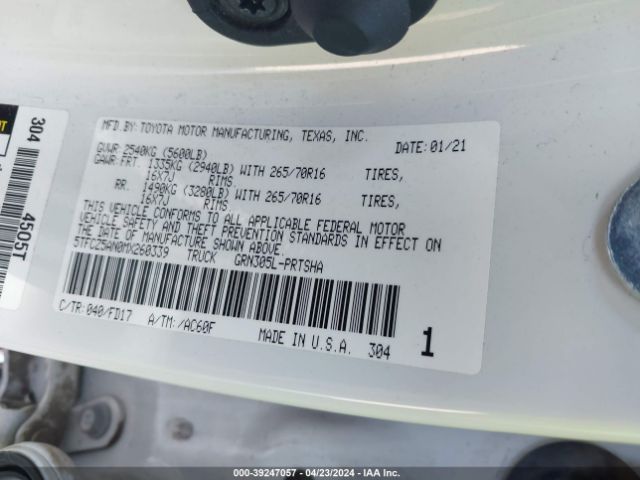 MFD.BY:TOYOTA MOTOR MANUFACTURING, TEXAS, INC. DATE:01/21
GVWR 2540KG (5600LB)
GAWR FRT. 1335KG (2940LB) WITH 265/70R16 TIRES,
16X7J RIMS
RR. 1490KG (3280LB) WITH 265/70R16 TIRES,
16X7J RIMS
THIS VEHICLE CONFORMS TO ALL APPLICABLE FEDERAL MOTOR
VEHICLE SAFETY AND THEFT PREVENTION STANDARDS IN EFFECT ON
THE DATE OF MANUFACTURE SHOWN ABOVE
5TFCZ5AN0MX260339 TRUCK GRN305L-PRTSHA
C/TR:040/FD17 A/TM:/AC60F MADE IN U.S.A. 304 1
304 4505T
000-39247057 - 04/23/2024 - IAA Inc.